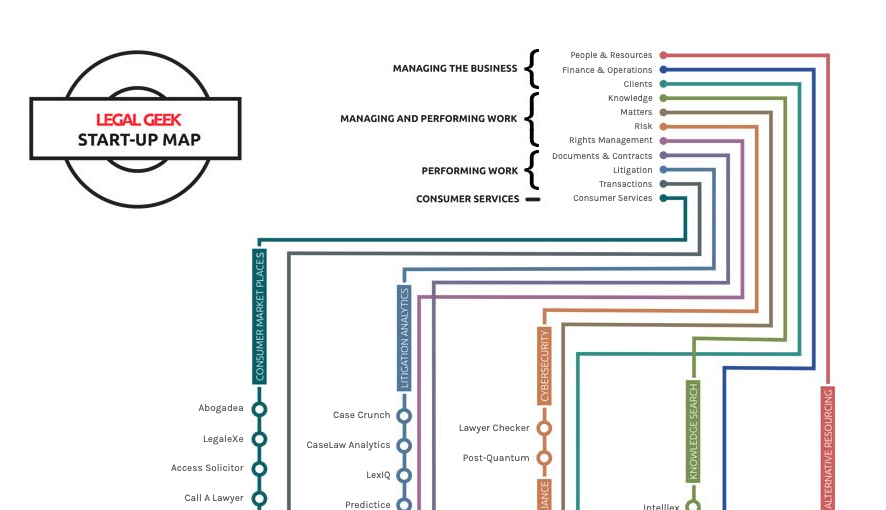 LEGAL GEEK
START-UP MAP
MANAGING THE BUSINESS
People & Resources
Finance & Operations
Clients
MANAGING AND PERFORMING WORK
Knowledge
Matters
Risk
Rights Management
PERFORMING WORK
Documents & Contracts
Litigation
Transactions
CONSUMER SERVICES
Consumer Services
CONSUMER MARKET PLACES
Abogadea
LegaleXe
Access Solicitor
Call A Lawyer
LITIGATION ANALYTICS
Case Crunch
CaseLaw Analytics
LexIQ
Predictice
CYBERSECURITY
Lawyer Checker
Post-Quantum
KNOWLEDGE SEARCH
Intelllex
ALTERNATIVE RESOURCING